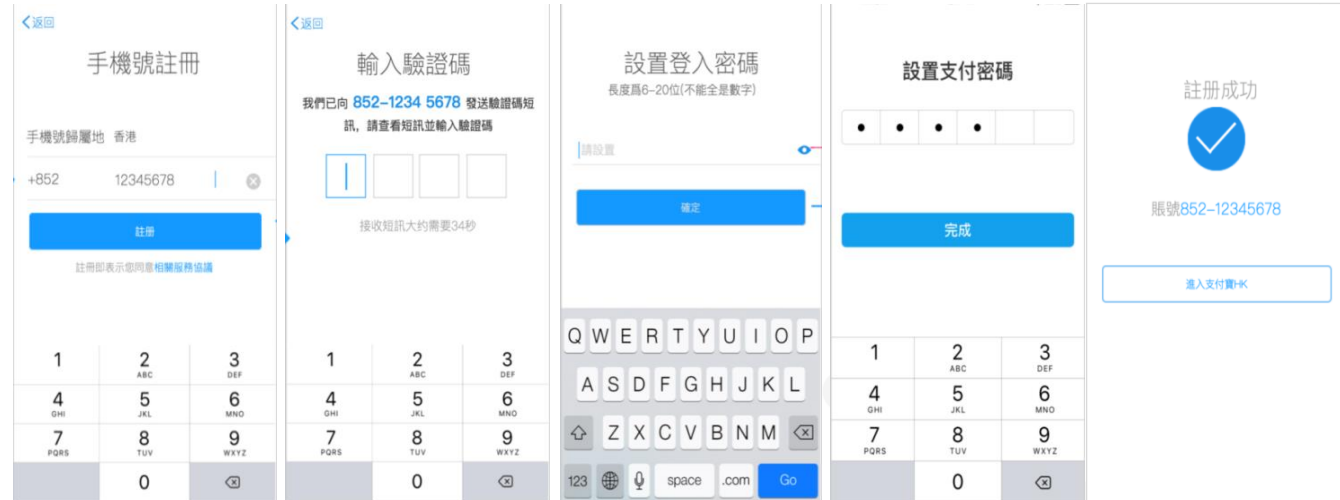 返回
手機號註冊
手機號歸屬地 香港
+852 12345678
註冊
註冊即表示您同意相關服務協議
1 2 3
ABC DEF
4 5 6
GHI JKL MNO
7 8 9
PQRS TUV WXYZ
0
返回
輸入驗證碼
我們已向 852-1234 5678 發送驗證碼短
訊，請查看短訊並輸入驗證碼
接收短訊大約需要34秒
1 2 3
ABC DEF
4 5 6
GHI JKL MNO
7 8 9
PQRS TUV WXYZ
0
設置登入密碼
長度爲6-20位(不能全是數字)
請設置
確定
Q W E R T Y U I O P
A S D F G H J K L
Z X C V B N M
123 space .com Go
設置支付密碼
完成
1 2 3
ABC DEF
4 5 6
GHI JKL MNO
7 8 9
PQRS TUV WXYZ
0
註册成功
賬號852-12345678
進入支付寶HK